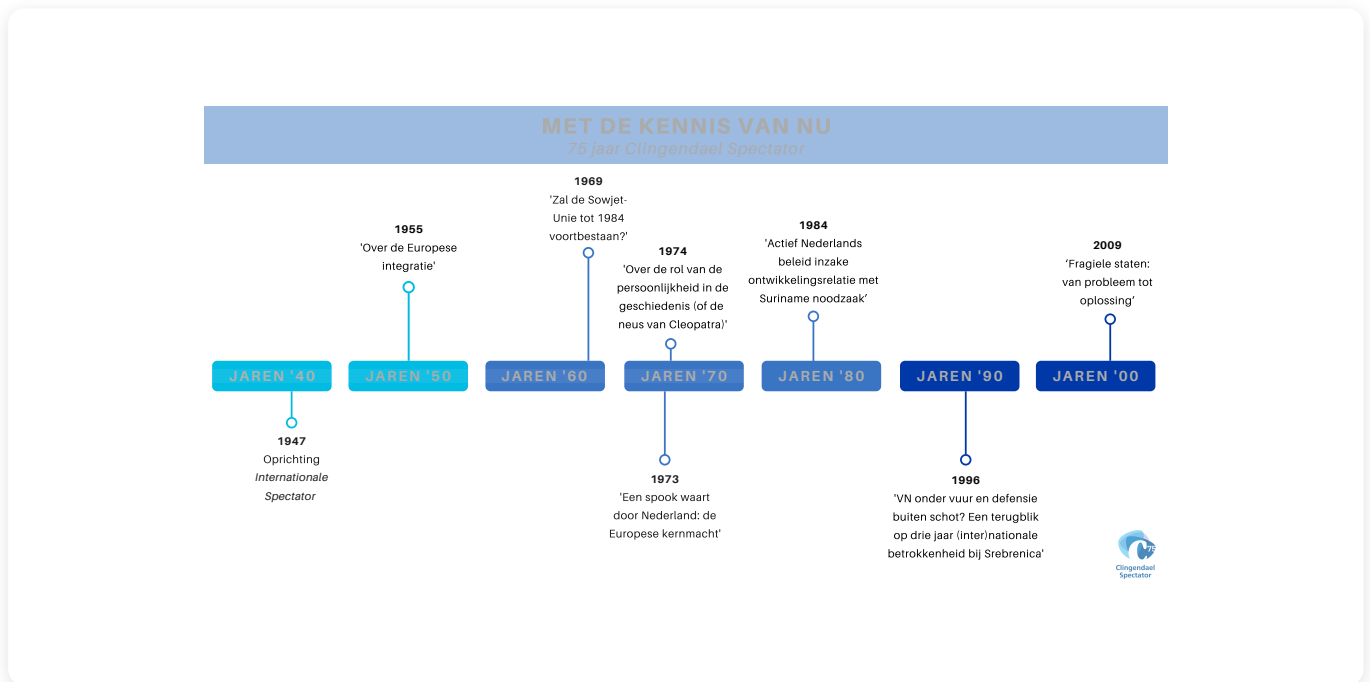 MET DE KENNIS VAN NU
75 jaar Clingendael Spectator
1969
'Zal de Sowjet-
Unie tot 1984
voortbestaan?'
1955
'Over de Europese
integratie'
1974
'Over de rol van de
persoonlijkheid in de
geschiedenis (of de
neus van Cleopatra)'
1984
'Actief Nederlands
beleid inzake
ontwikkelingsrelatie met
Suriname noodzaak’
2009
‘Fragiele staten:
van probleem tot
oplossing’
JAREN '40
JAREN '50
JAREN '60
JAREN '70
JAREN '80
JAREN '90
JAREN '00
1947
Oprichting
Internationale
Spectator
1973
'Een spook waart
door Nederland: de
Europese kernmacht'
1996
'VN onder vuur en defensie
buiten schot? Een terugblik
op drie jaar (inter)nationale
betrokkenheid bij Srebrenica'
75
Clingendael
Spectator